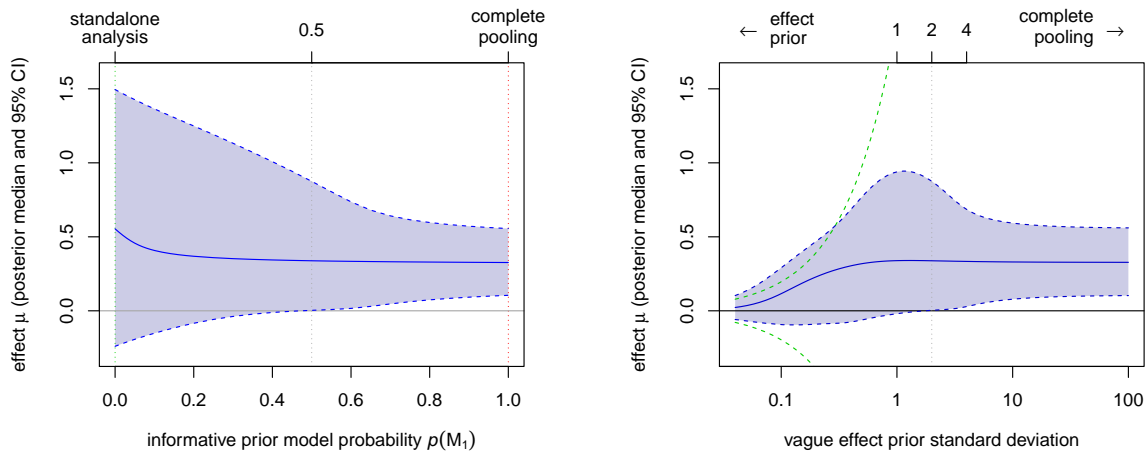 standalone
analysis
0.5
complete
pooling
effect μ (posterior median and 95% CI)
1.5
1.0
0.5
0.0
0.0 0.2 0.4 0.6 0.8 1.0
informative prior model probability p(M₁)
← effect
prior
1 2 4
complete
pooling →
effect μ (posterior median and 95% CI)
1.5
1.0
0.5
0.0
0.1 1 10 100
vague effect prior standard deviation